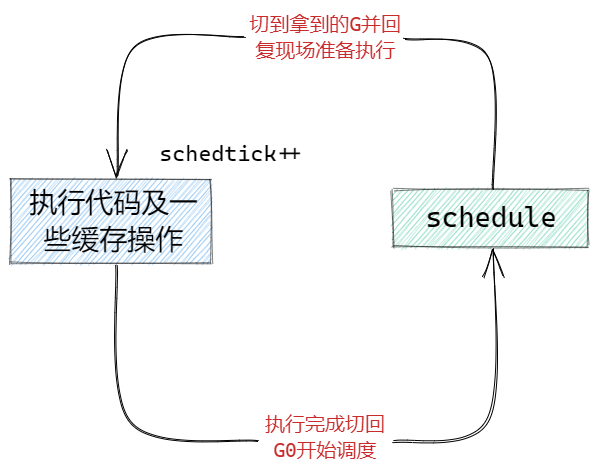 切到拿到的G并回
复现场准备执行
schedtick++
执行代码及一
些缓存操作
schedule
执行完成切回
G0开始调度